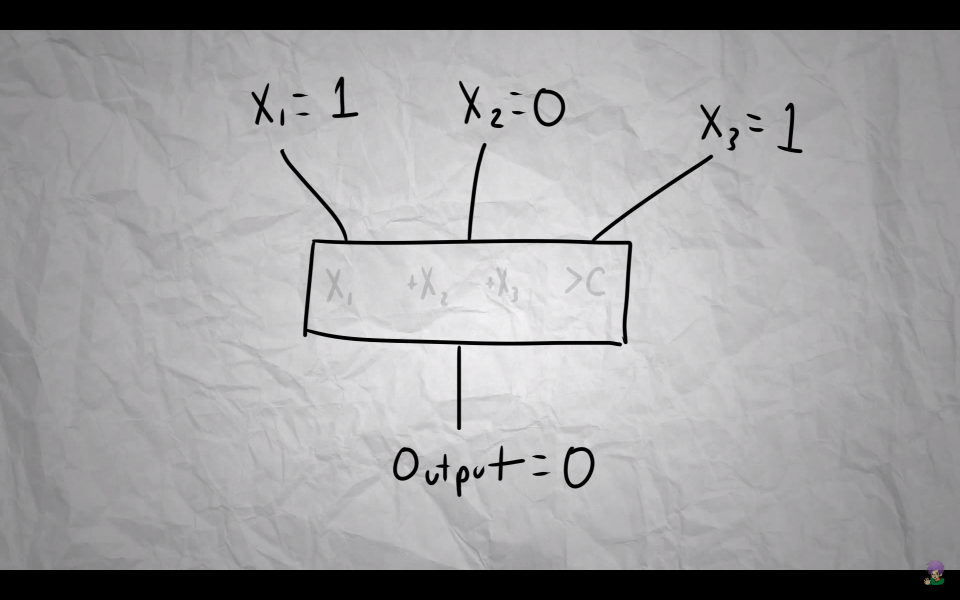 X₁=1 X₂=0 X₃=1
X₁ +X₂ +X₃ >C
Output=0